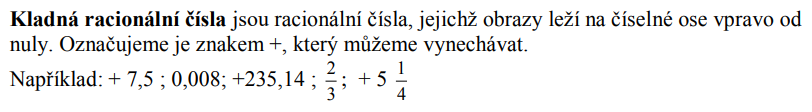 Kladná racionální čísla jsou racionální čísla, jejichž obrazy leží na číselné ose vpravo od
nuly. Označujeme je znakem +, který můžeme vynechávat.
Například: + 7,5 ; 0,008; +235,14 ; 2/3 ; + 5 1/4